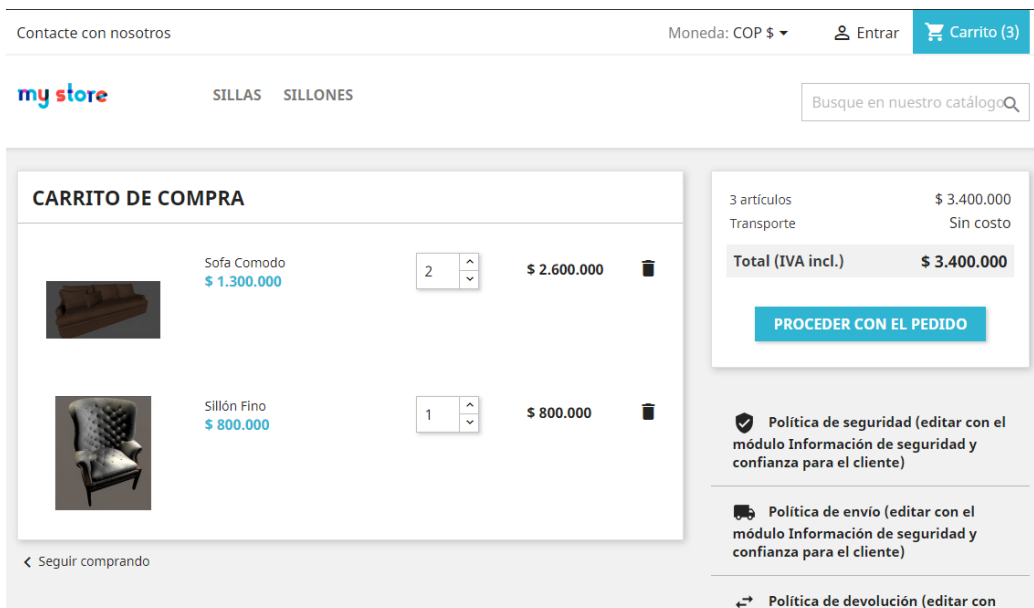 Contacte con nosotros
Moneda: COP $
Entrar
Carrito (3)
my store
SILLAS SILLONES
Busque en nuestro catálogo
CARRITO DE COMPRA
Sofa Comodo
$ 1.300.000
2
$ 2.600.000
Sillón Fino
$ 800.000
1
$ 800.000
Seguir comprando
3 artículos $ 3.400.000
Transporte Sin costo
Total (IVA incl.) $ 3.400.000
PROCEDER CON EL PEDIDO
Política de seguridad (editar con el
módulo Información de seguridad y
confianza para el cliente)
Política de envío (editar con el
módulo Información de seguridad y
confianza para el cliente)
Política de devolución (editar con